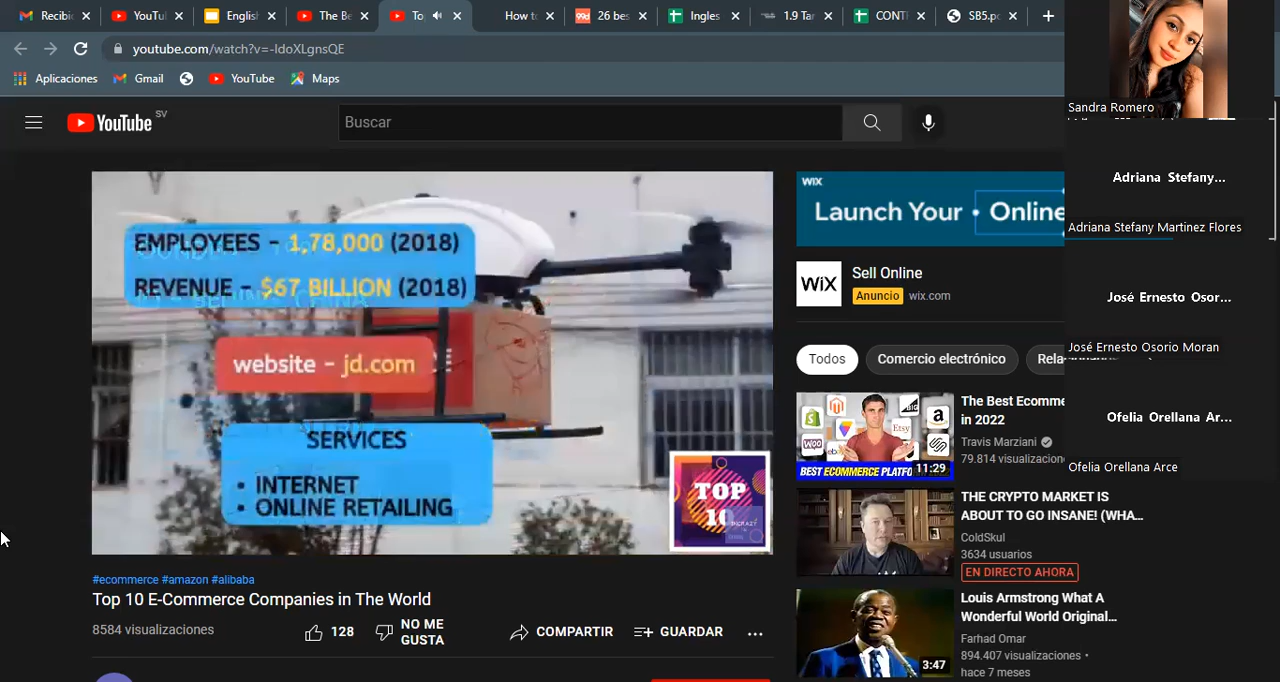 Recibid
YouTul
English
The Be
Top
How to
26 bes
Ingles
1.9 Tar
CONTI
SB5.pc
youtube.com/watch?v=-ldoXLgnsQE
Aplicaciones
Gmail
YouTube
Maps
YouTube SV
Buscar
EMPLOYEES - 1,78,000 (2018)
REVENUE - $67 BILLION (2018)
website - jd.com
SERVICES
• INTERNET
• ONLINE RETAILING
TOP
10
#ecommerce #amazon #alibaba
Top 10 E-Commerce Companies in The World
8584 visualizaciones
128
NO ME
GUSTA
COMPARTIR
GUARDAR
WIX
Launch Your • Online
WIX
Sell Online
Anuncio wix.com
Todos
Comercio electrónico
BEST ECOMMERCE PLATFO
11:29
The Best Ecomme
in 2022
Travis Marziani
79.814 visualizacion
THE CRYPTO MARKET IS
ABOUT TO GO INSANE! (WHA...
ColdSkul
3634 usuarios
EN DIRECTO AHORA
3:47
Louis Armstrong What A
Wonderful World Original...
Farhad Omar
894.407 visualizaciones •
hace 7 meses
Sandra Romero
Adriana Stefany...
Adriana Stefany Martinez Flores
José Ernesto Osor...
José Ernesto Osorio Moran
Ofelia Orellana Ar...
Ofelia Orellana Arce